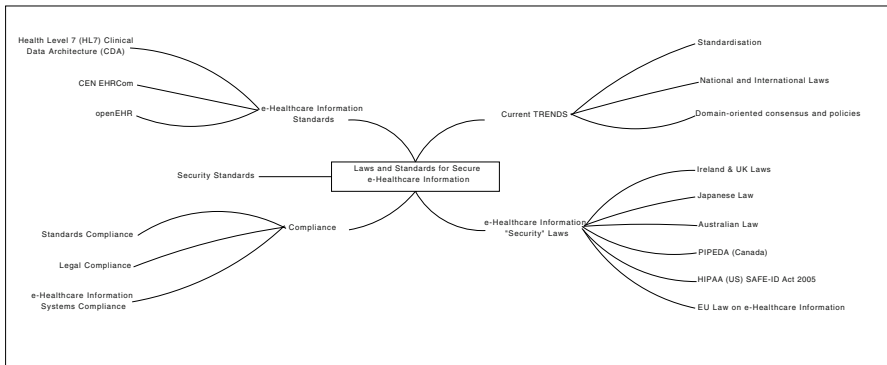 Health Level 7 (HL7) Clinical
Data Architecture (CDA)
CEN EHRCom
openEHR
e-Healthcare Information
Standards
Security Standards
Laws and Standards for Secure
e-Healthcare Information
Compliance
Standards Compliance
Legal Compliance
e-Healthcare Information
Systems Compliance
Current TRENDS
Standardisation
National and International Laws
Domain-oriented consensus and policies
e-Healthcare Information
"Security" Laws
Ireland & UK Laws
Japanese Law
Australian Law
PIPEDA (Canada)
HIPAA (US) SAFE-ID Act 2005
EU Law on e-Healthcare Information